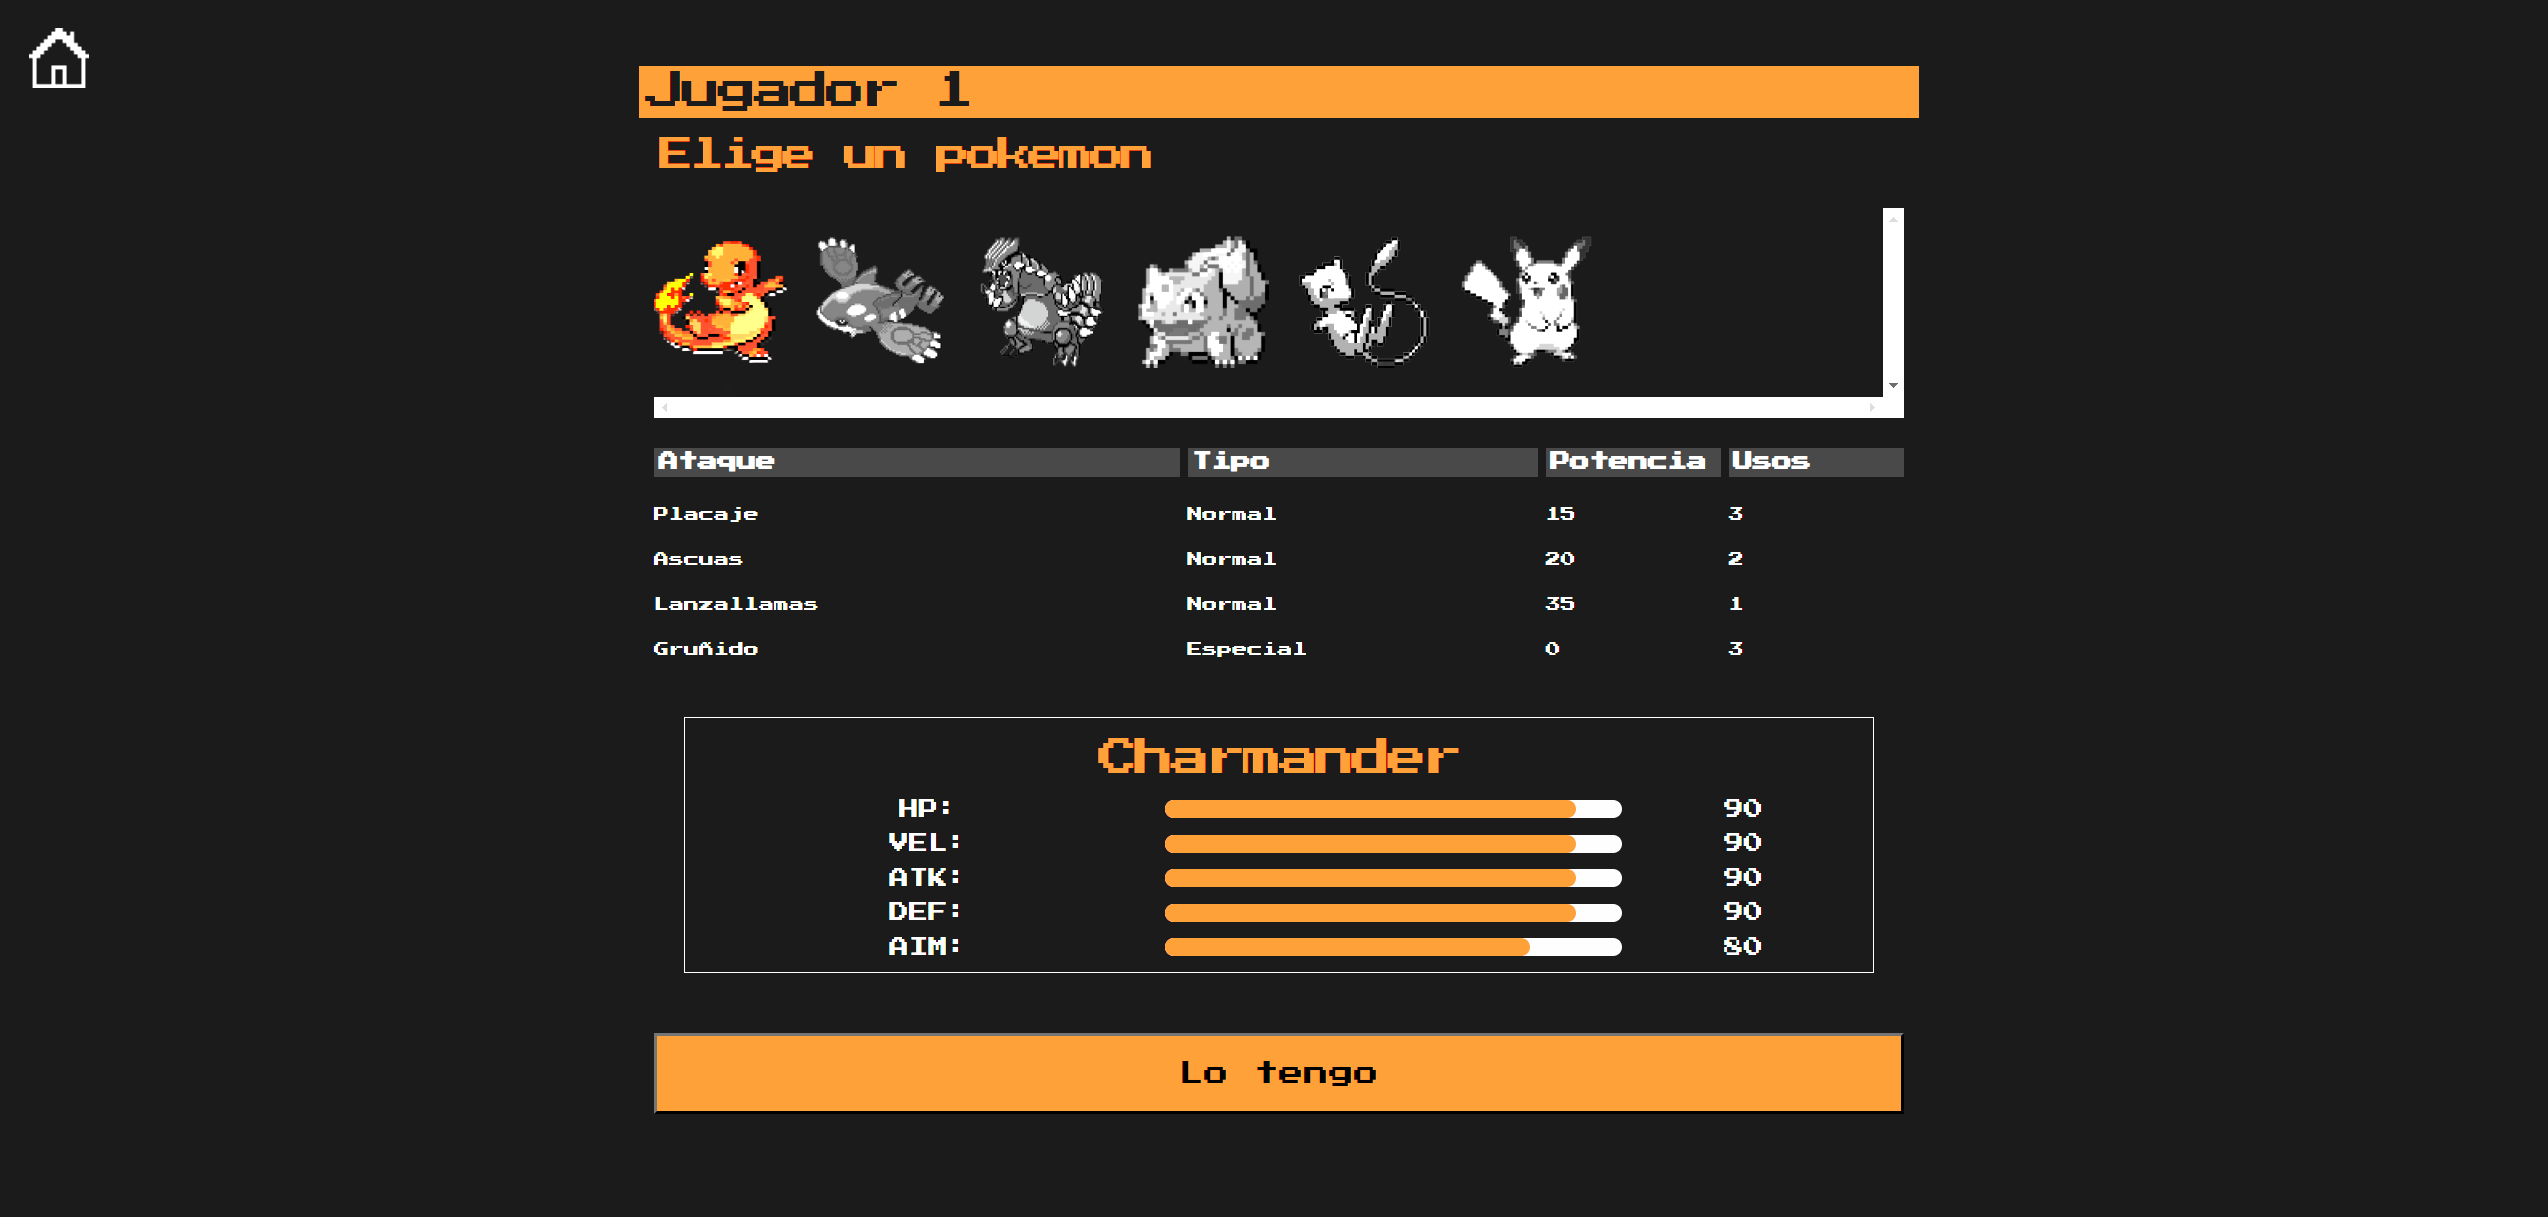 Jugador 1
Elige un pokemon
Ataque Tipo Potencia Usos
Placaje Normal 15 3
Ascuas Normal 20 2
Lanzallamas Normal 35 1
Gruñido Especial 0 3
Charmander
HP: 90
VEL: 90
ATK: 90
DEF: 90
AIM: 80
Lo tengo